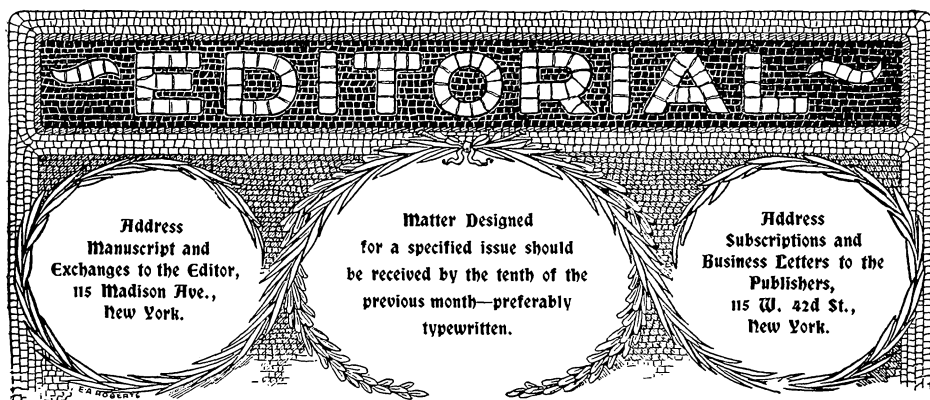 EDITORIAL
Address
Manuscript and
Exchanges to the Editor,
115 Madison Ave.,
New York.
Matter Designed
for a specified issue should
be received by the tenth of the
previous month—preferably
typewritten.
Address
Subscriptions and
Business Letters to the
Publishers,
115 W. 42d St.,
New York.
E.A. ROBERTS